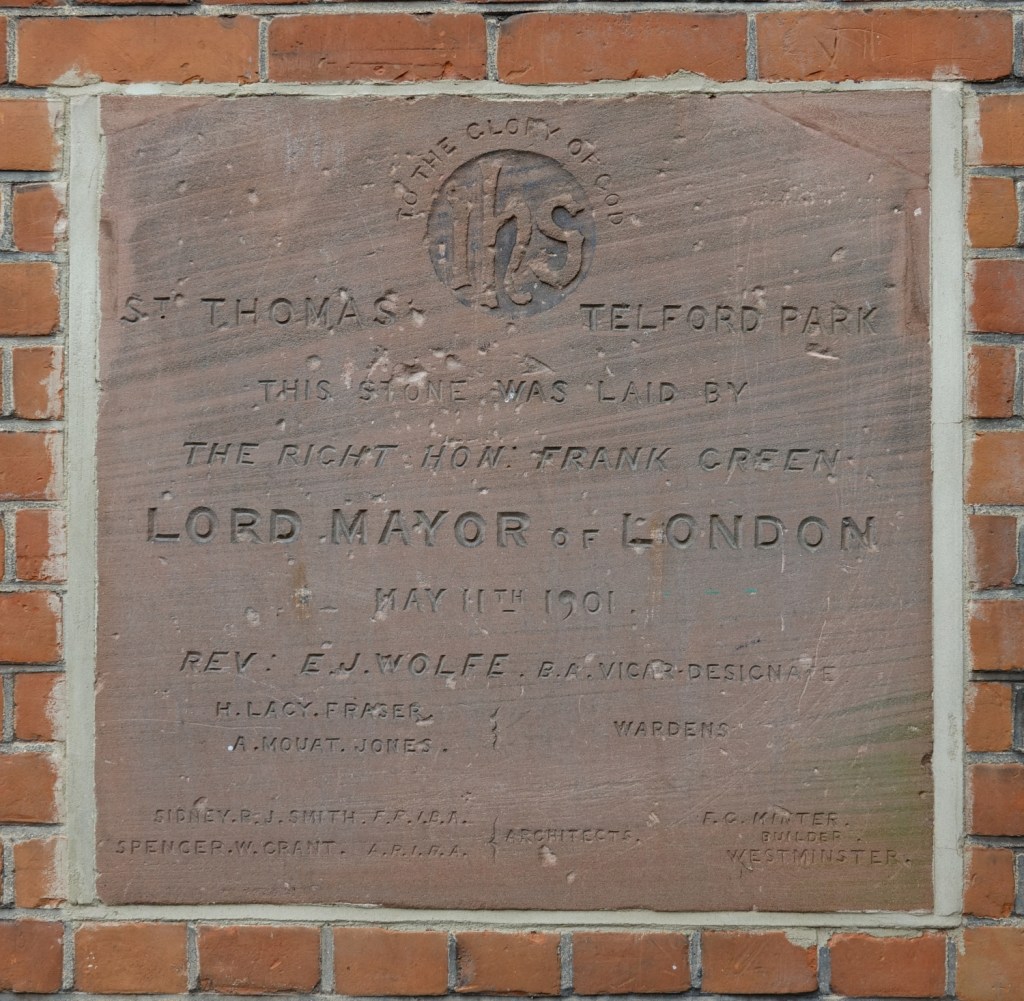 TO THE GLORY OF GOD
ihs
ST. THOMAS. TELFORD PARK
THIS STONE WAS LAID BY
THE RIGHT HON: FRANK GREEN
LORD MAYOR OF LONDON
MAY 11TH 1901.
REV: E.J. WOLFE. B.A. VICAR-DESIGNATE
H. LACY. FRASER.
A. MOUAT. JONES.
WARDENS
SIDNEY. R. J. SMITH. F.R.I.B.A.
SPENCER. W. GRANT. A.R.I.B.A.
ARCHITECTS.
F. G. MINTER.
BUILDER.
WESTMINSTER.